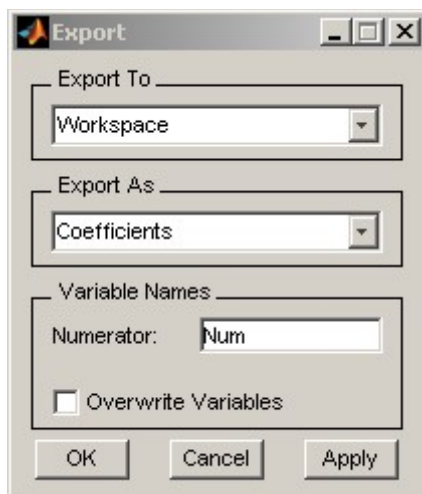 Export
Export To
Workspace
Export As
Coefficients
Variable Names
Numerator: Num
Overwrite Variables
OK Cancel Apply